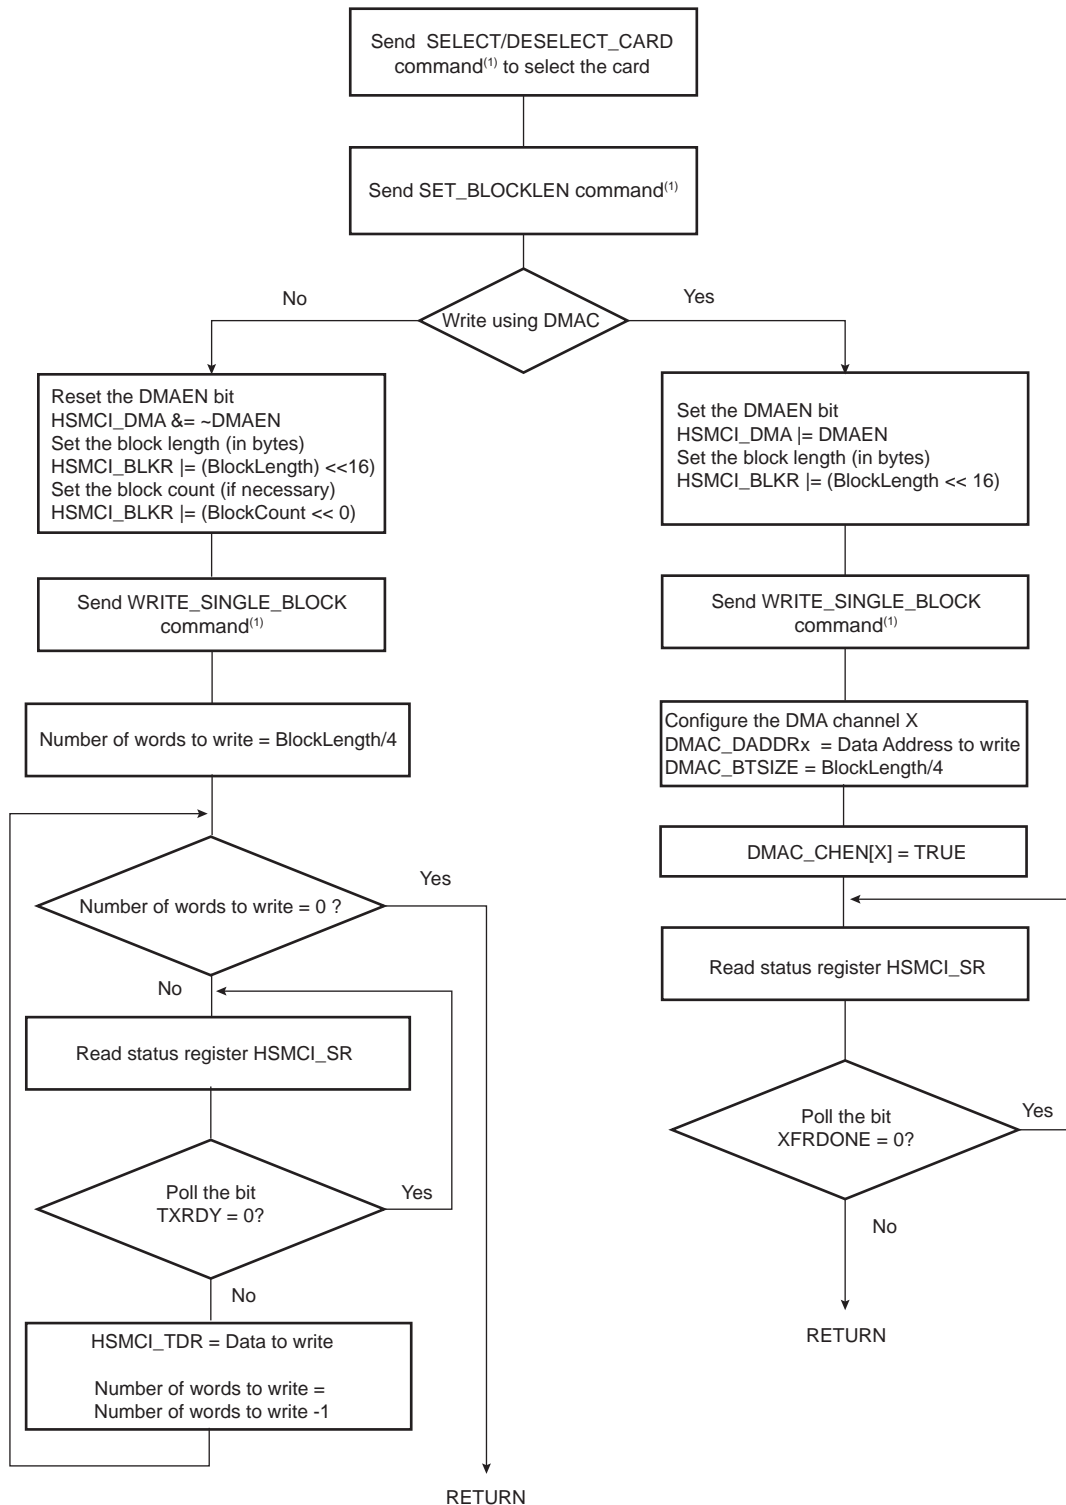 Send  SELECT/DESELECT_CARD
command(1) to select the card
Send SET_BLOCKLEN command(1)
No
Yes
Write using DMAC
Reset the DMAEN bit
HSMCI_DMA &= ~DMAEN
Set the block length (in bytes)
HSMCI_BLKR |= (BlockLength) <<16)
Set the block count (if necessary)
HSMCI_BLKR |= (BlockCount << 0)
Send WRITE_SINGLE_BLOCK
command(1)
Number of words to write = BlockLength/4
Number of words to write = 0 ?
Yes
No
Read status register HSMCI_SR
Poll the bit
TXRDY = 0?
Yes
No
HSMCI_TDR = Data to write
Number of words to write =
Number of words to write -1
RETURN
Set the DMAEN bit
HSMCI_DMA |= DMAEN
Set the block length (in bytes)
HSMCI_BLKR |= (BlockLength << 16)
Send WRITE_SINGLE_BLOCK
command(1)
Configure the DMA channel X
DMAC_DADDRx  = Data Address to write
DMAC_BTSIZE = BlockLength/4
DMAC_CHEN[X] = TRUE
Read status register HSMCI_SR
Poll the bit
XFRDONE = 0?
Yes
No
RETURN